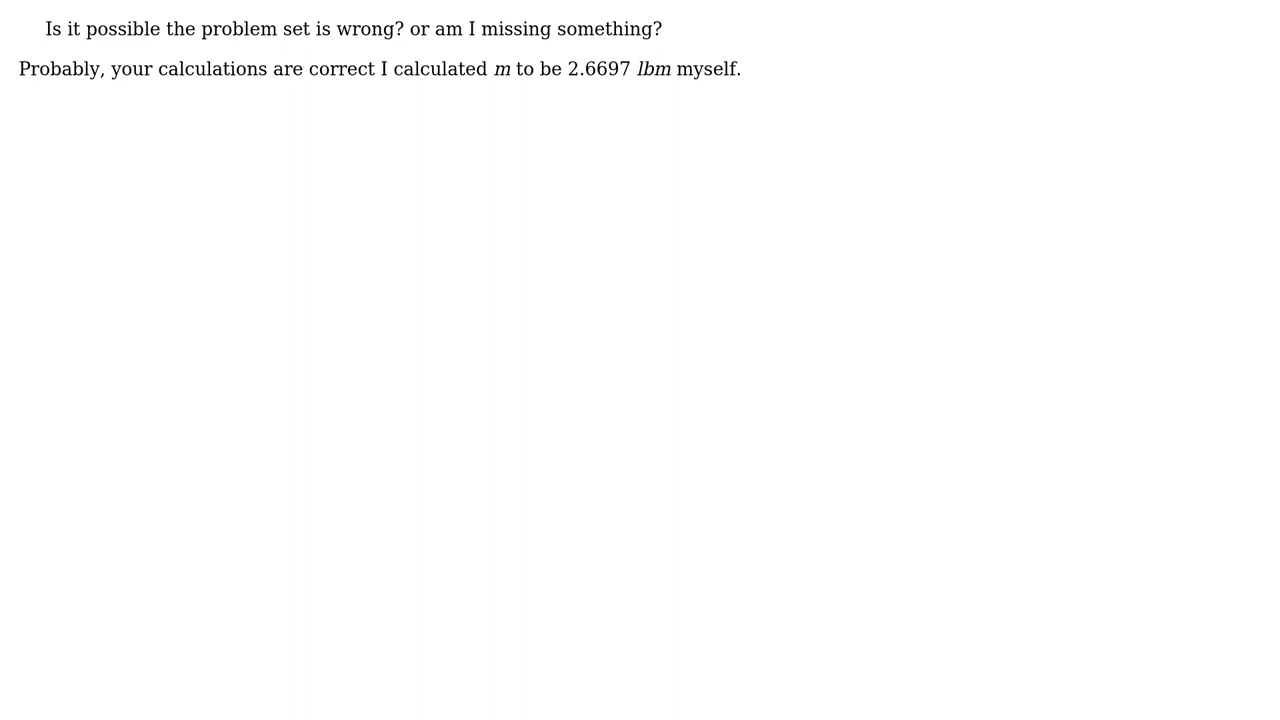 Is it possible the problem set is wrong? or am I missing something?
Probably, your calculations are correct I calculated m to be 2.6697 lbm myself.